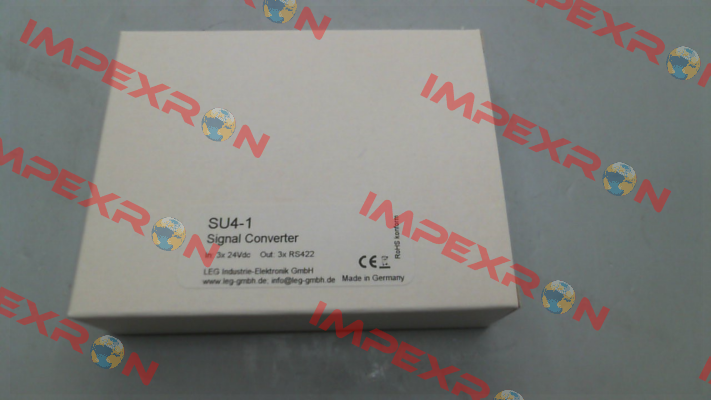 SU4-1
Signal Converter
In: 3x 24Vdc Out: 3x RS422
LEG Industrie-Elektronik GmbH
www.leg-gmbh.de; info@leg-gmbh.de Made in Germany
CE
RoHS konform
IMPEXRON
IMPEXRON
IMPEXRON
IMPEXRON
IMPEXRON
IMPEXRON
IMPEXRON